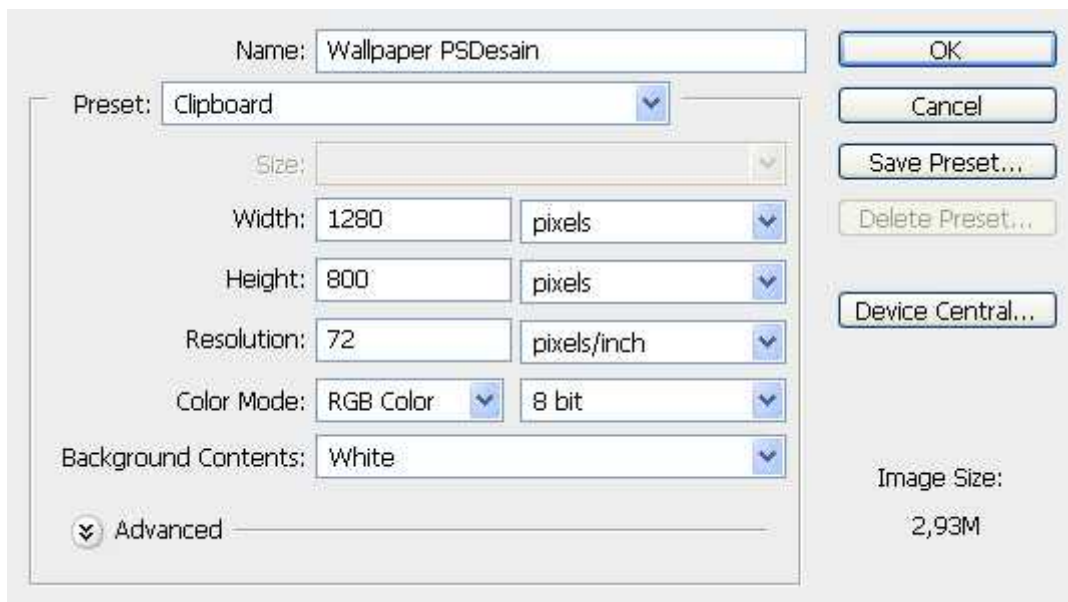 Name: Wallpaper PSDesain OK
Preset: Clipboard Cancel
Size: Save Preset...
Width: 1280 pixels Delete Preset...
Height: 800 pixels
Device Central...
Resolution: 72 pixels/inch
Color Mode: RGB Color 8 bit
Background Contents: White
Image Size:
Advanced 2,93M